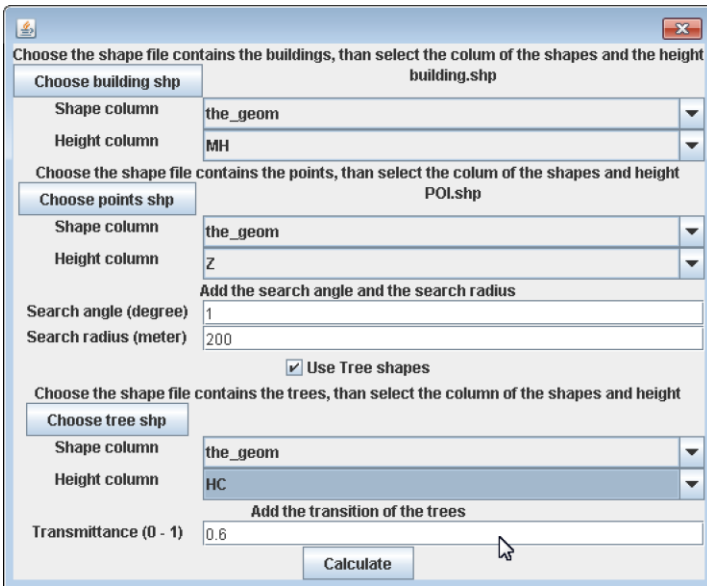 Choose the shape file contains the buildings, than select the colum of the shapes and the height
Choose building shp
building.shp
Shape column
the_geom
Height column
MH
Choose the shape file contains the points, than select the colum of the shapes and height
Choose points shp
POI.shp
Shape column
the_geom
Height column
Z
Add the search angle and the search radius
Search angle (degree)
1
Search radius (meter)
200
Use Tree shapes
Choose the shape file contains the trees, than select the column of the shapes and height
Choose tree shp
Shape column
the_geom
Height column
HC
Add the transition of the trees
Transmittance (0 - 1)
0.6
Calculate